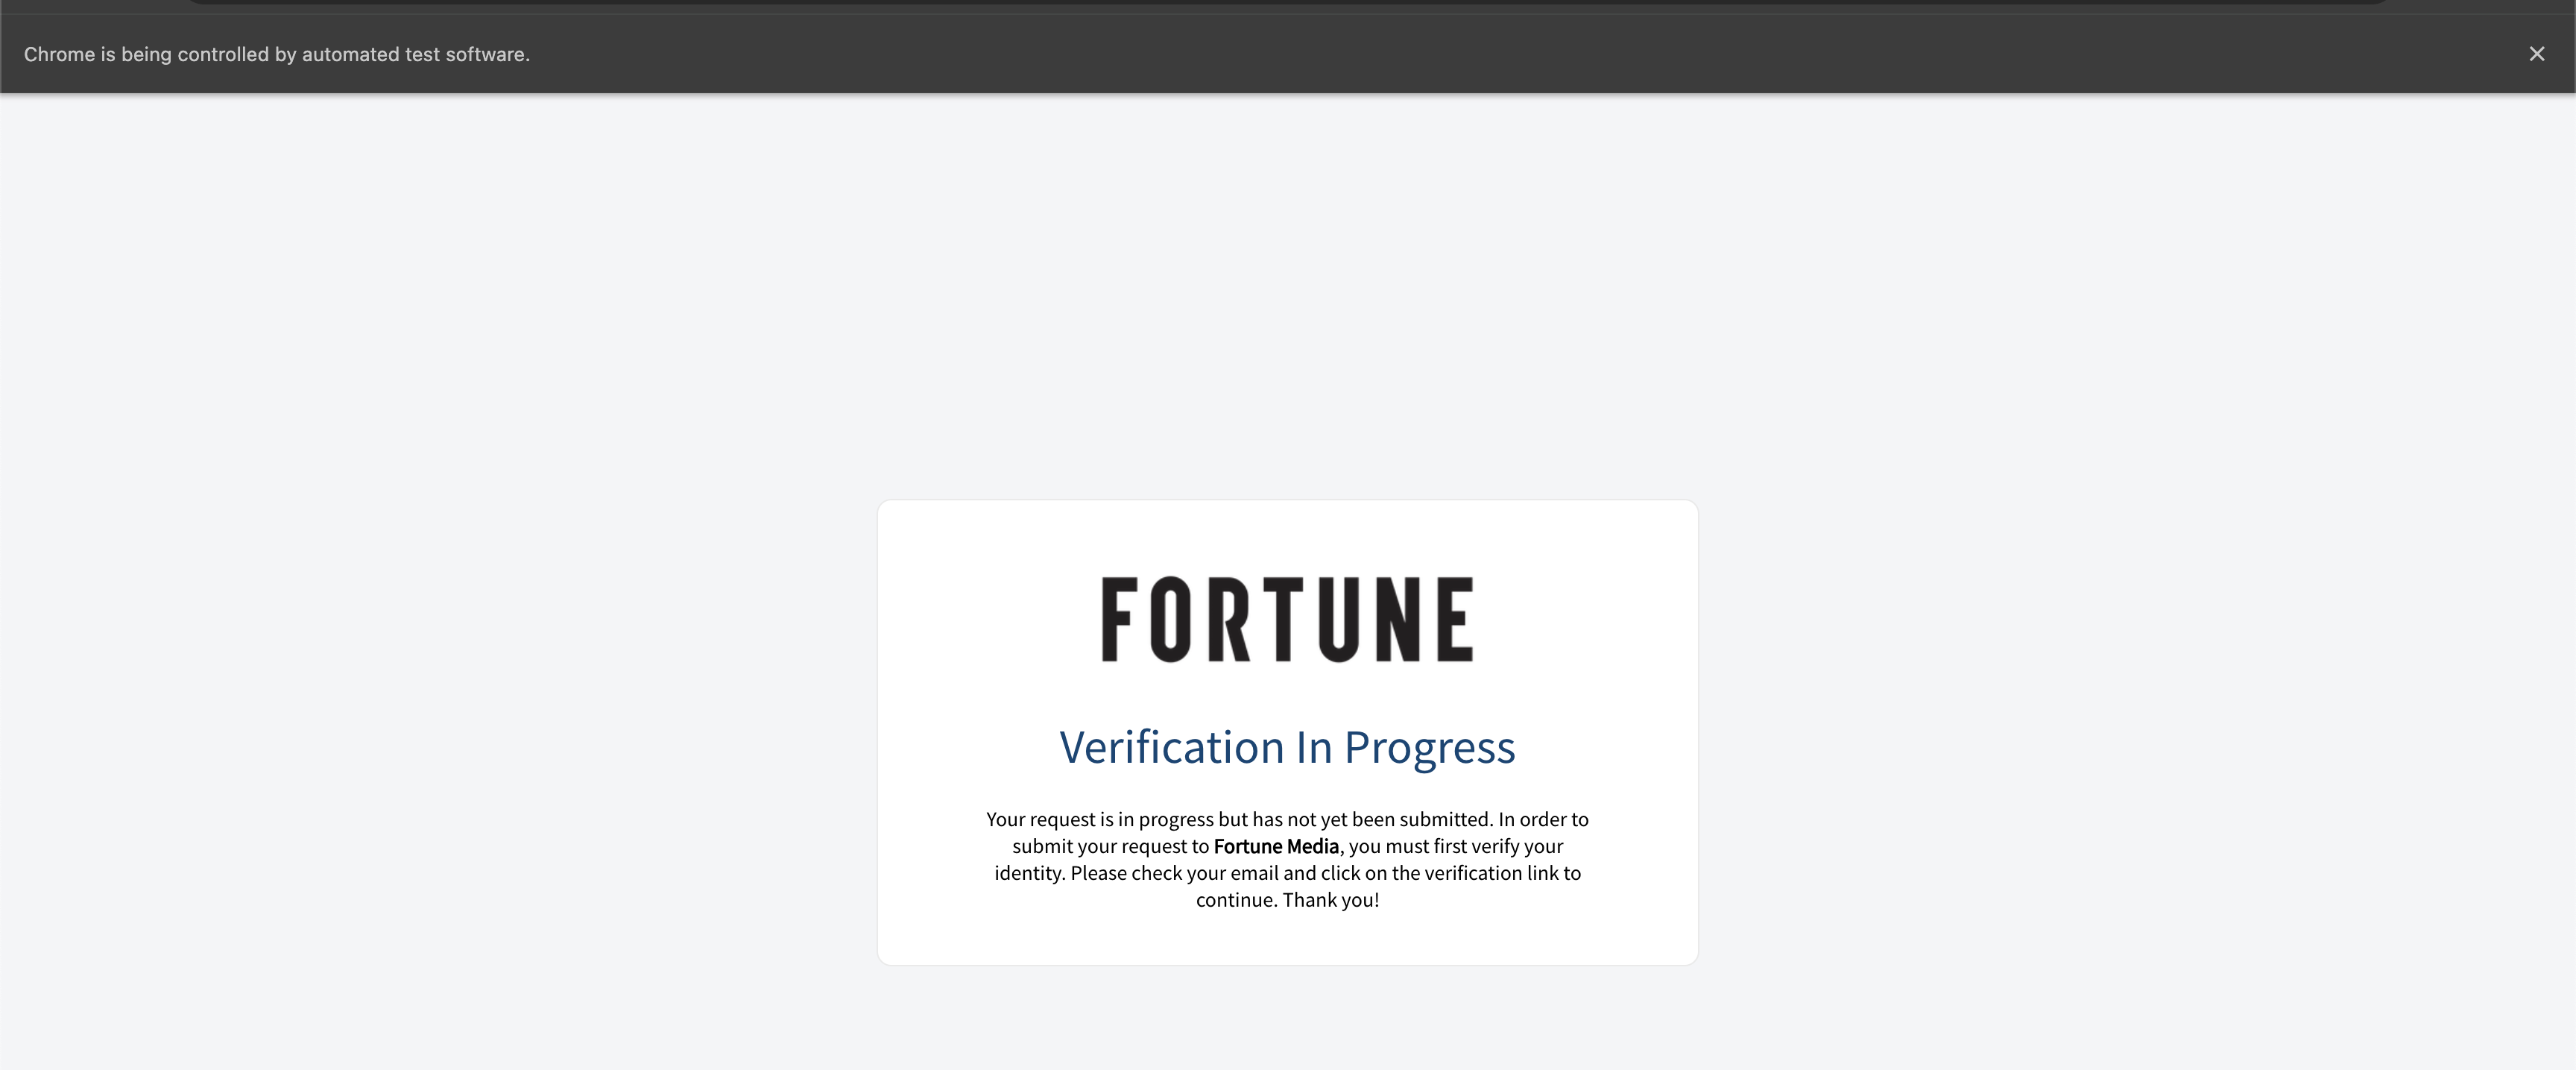 Chrome is being controlled by automated test software.
FORTUNE
Verification In Progress
Your request is in progress but has not yet been submitted. In order to
submit your request to Fortune Media, you must first verify your
identity. Please check your email and click on the verification link to
continue. Thank you!